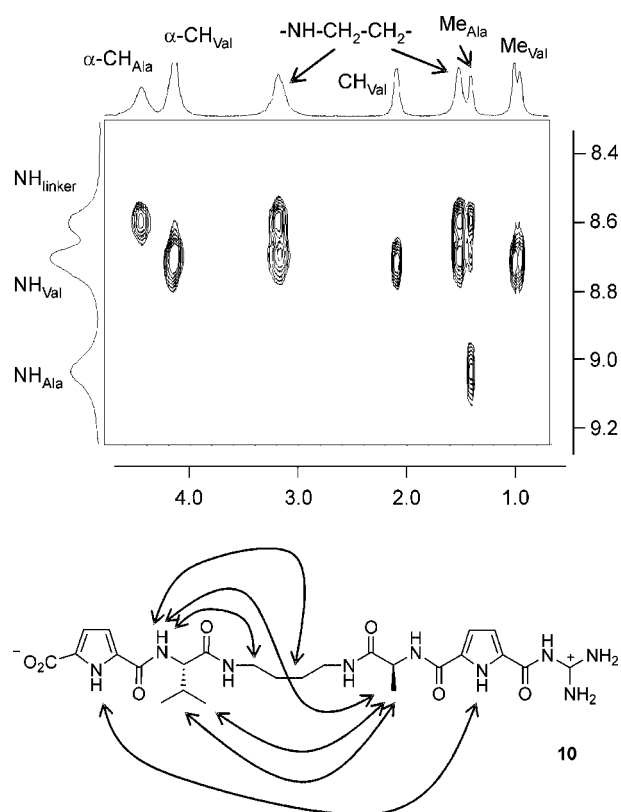 α-CH_Ala α-CH_Val -NH-CH₂-CH₂- Me_Ala Me_Val
CH_Val
NH_linker
NH_Val
NH_Ala
8.4
8.6
8.8
9.0
9.2
4.0 3.0 2.0 1.0
⁻O₂C N H O H N O N H O H N O N H O H N + NH₂ NH₂
10